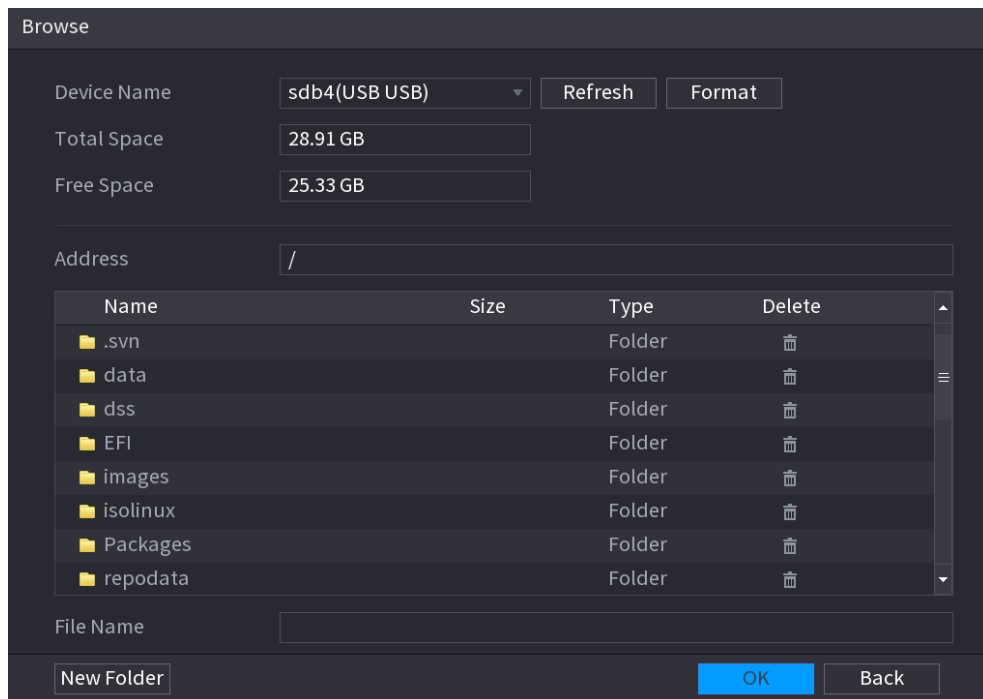 Browse
Device Name sdb4(USB USB) Refresh Format
Total Space 28.91 GB
Free Space 25.33 GB
Address /
Name Size Type Delete
.svn Folder
data Folder
dss Folder
EFI Folder
images Folder
isolinux Folder
Packages Folder
repodata Folder
File Name
New Folder OK Back